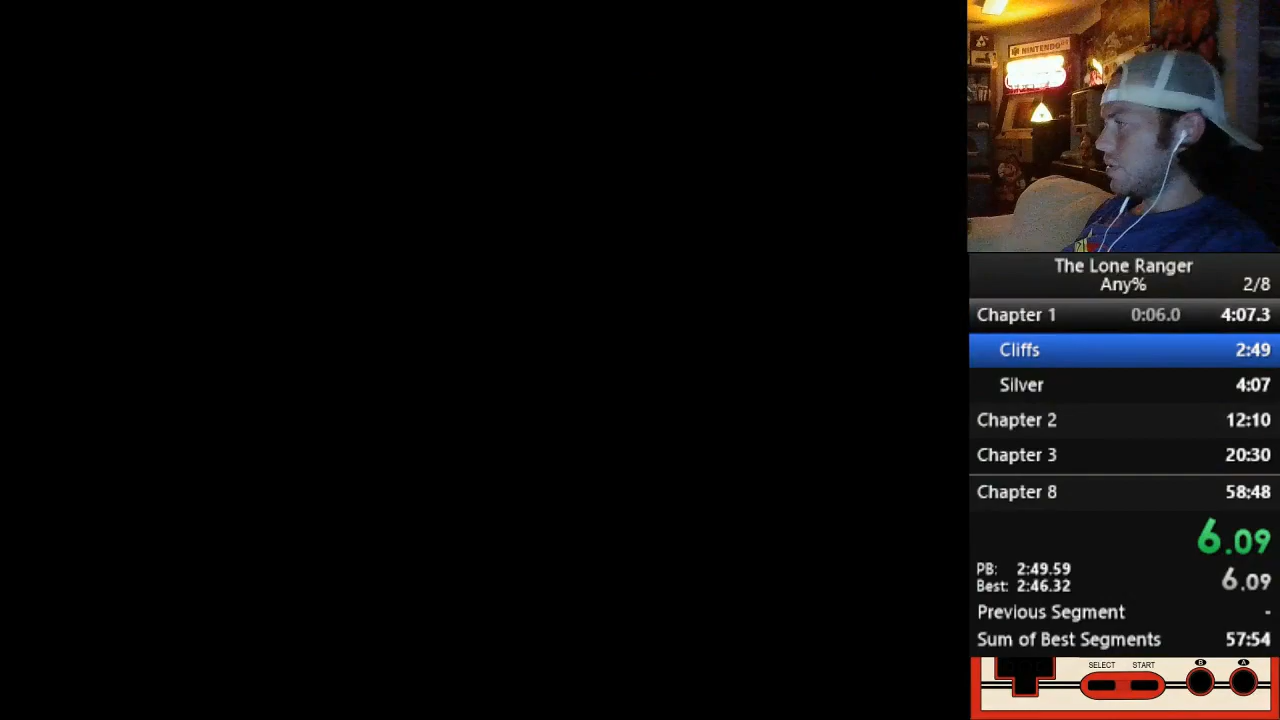 NINTENDO
The Lone Ranger
Any% 2/8
Chapter 1 0:06.0 4:07.3
Cliffs 2:49
Silver 4:07
Chapter 2 12:10
Chapter 3 20:30
Chapter 8 58:48
6.09
PB: 2:49.59
Best: 2:46.32 6.09
Previous Segment -
Sum of Best Segments 57:54
SELECT START B A